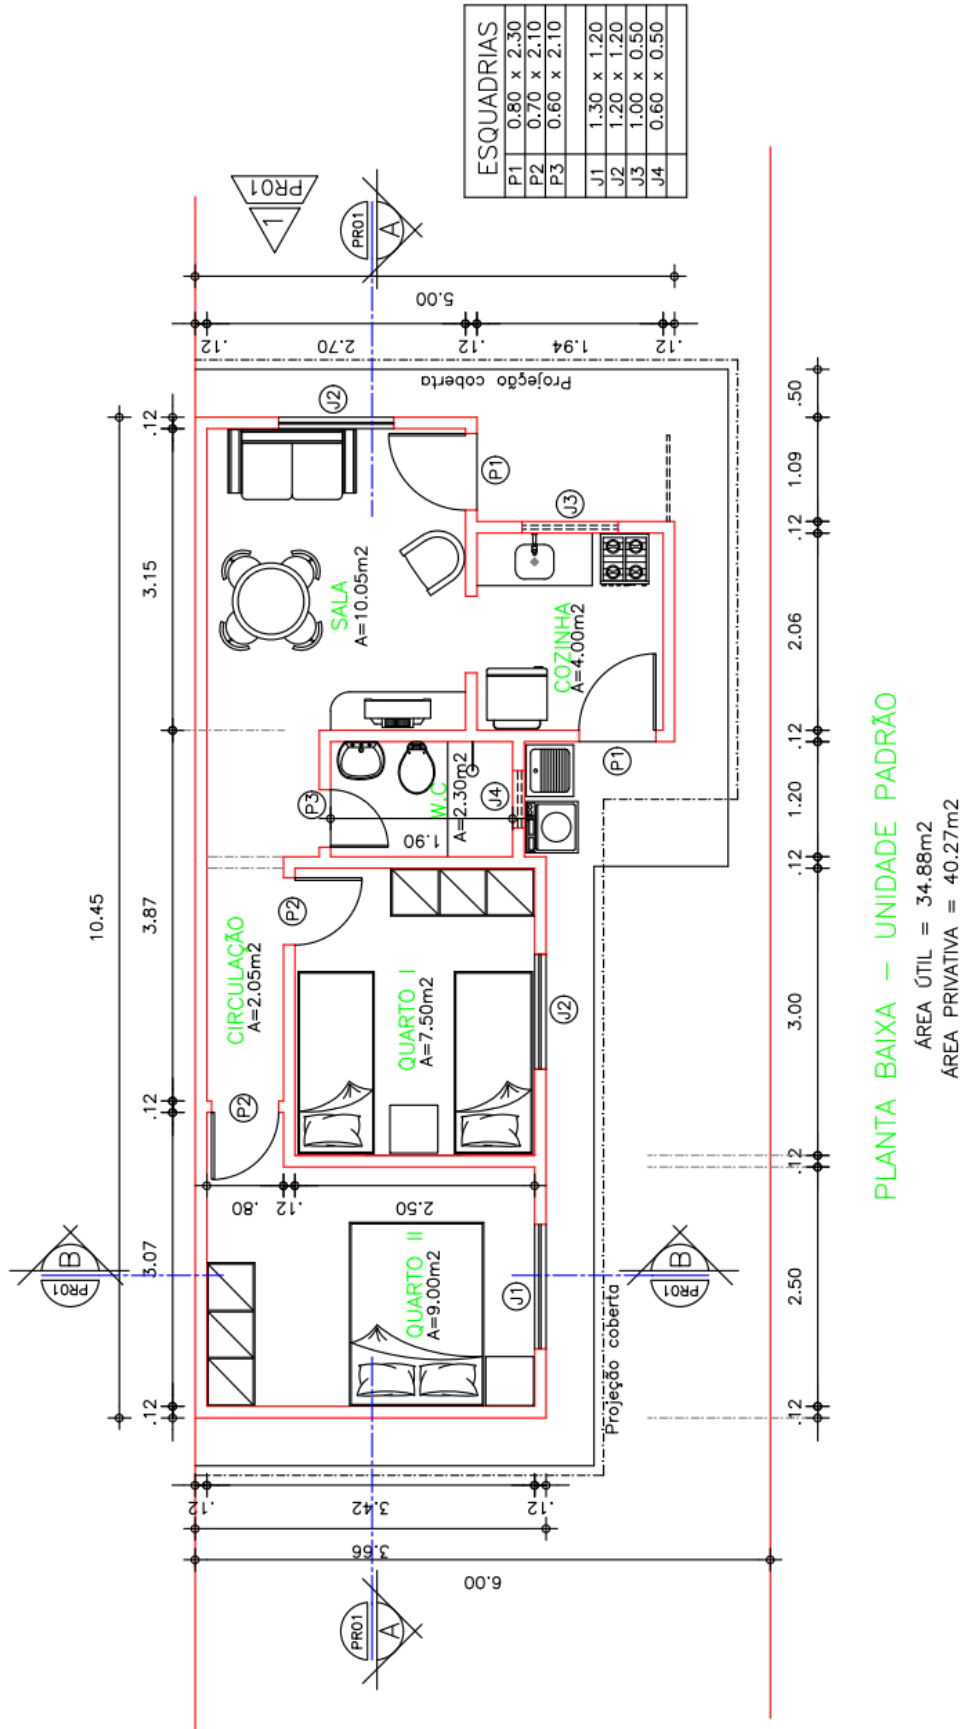 ESQUADRIAS
P1 0.80 x 2.30
P2 0.70 x 2.10
P3 0.60 x 2.10
J1 1.30 x 1.20
J2 1.20 x 1.20
J3 1.00 x 0.50
J4 0.60 x 0.50
1
PR01
PR01
A
5.00
.12
2.70
.12
1.94
.12
Projeção coberta
10.45
.12
3.15
3.87
.12
3.07
.12
J2
P1
J3
SALA
A=10.05m2
COZINHA
A=4.00m2
P1
P3
W.C
A=2.30m2
J4
1.90
P2
CIRCULAÇÃO
A=2.05m2
QUARTO I
A=7.50m2
J2
P2
.80
.12
2.50
QUARTO II
A=9.00m2
J1
B
PR01
B
PR01
Projeção coberta
.50
1.09
.12
2.06
.12
1.20
.12
3.00
.12
2.50
.12
.12
3.42
.12
3.66
6.00
PR01
A
PLANTA BAIXA - UNIDADE PADRÃO
ÁREA ÚTIL = 34.88m2
ÁREA PRIVATIVA = 40.27m2